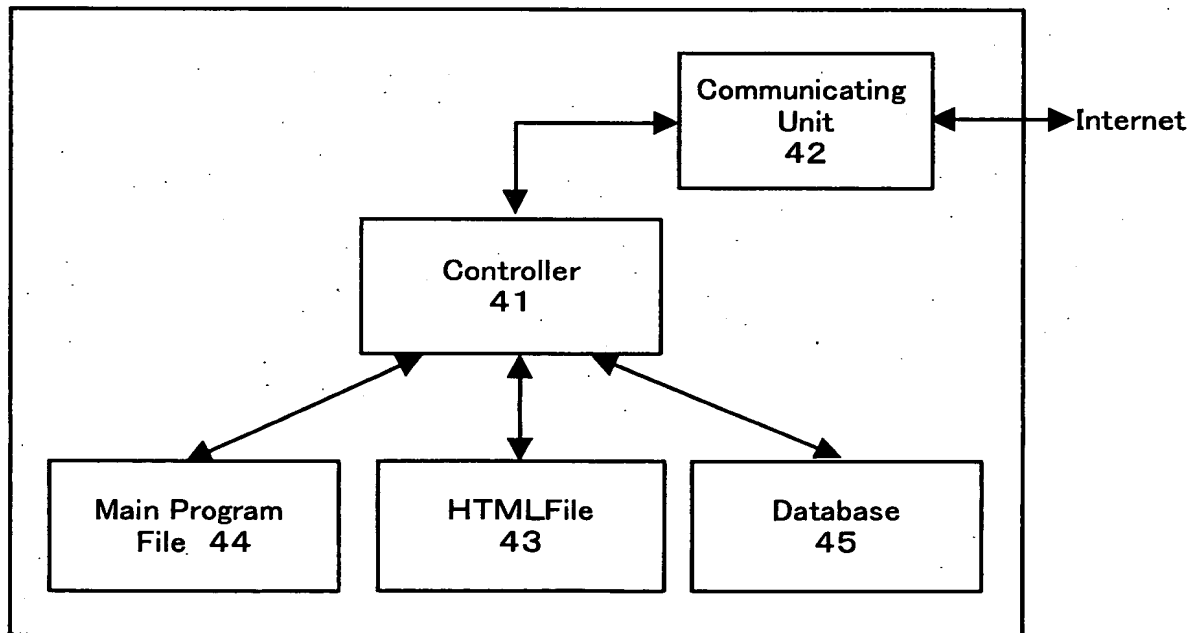 Communicating
Unit
42
Internet
Controller
41
Main Program
File 44
HTMLFile
43
Database
45